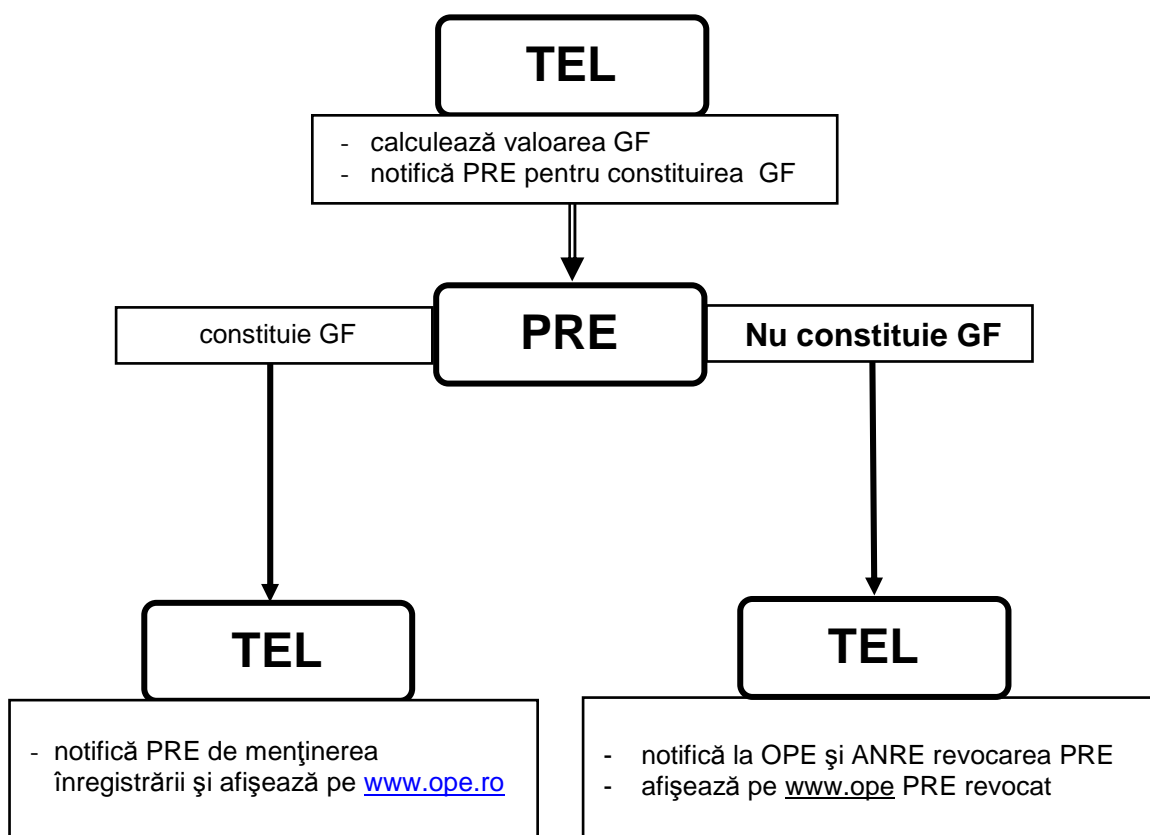 TEL
- calculează valoarea GF
- notifică PRE pentru constituirea GF
constituie GF
PRE
Nu constituie GF
TEL
- notifică PRE de menţinerea
înregistrării şi afişează pe www.ope.ro
TEL
- notifică la OPE şi ANRE revocarea PRE
- afişează pe www.ope PRE revocat